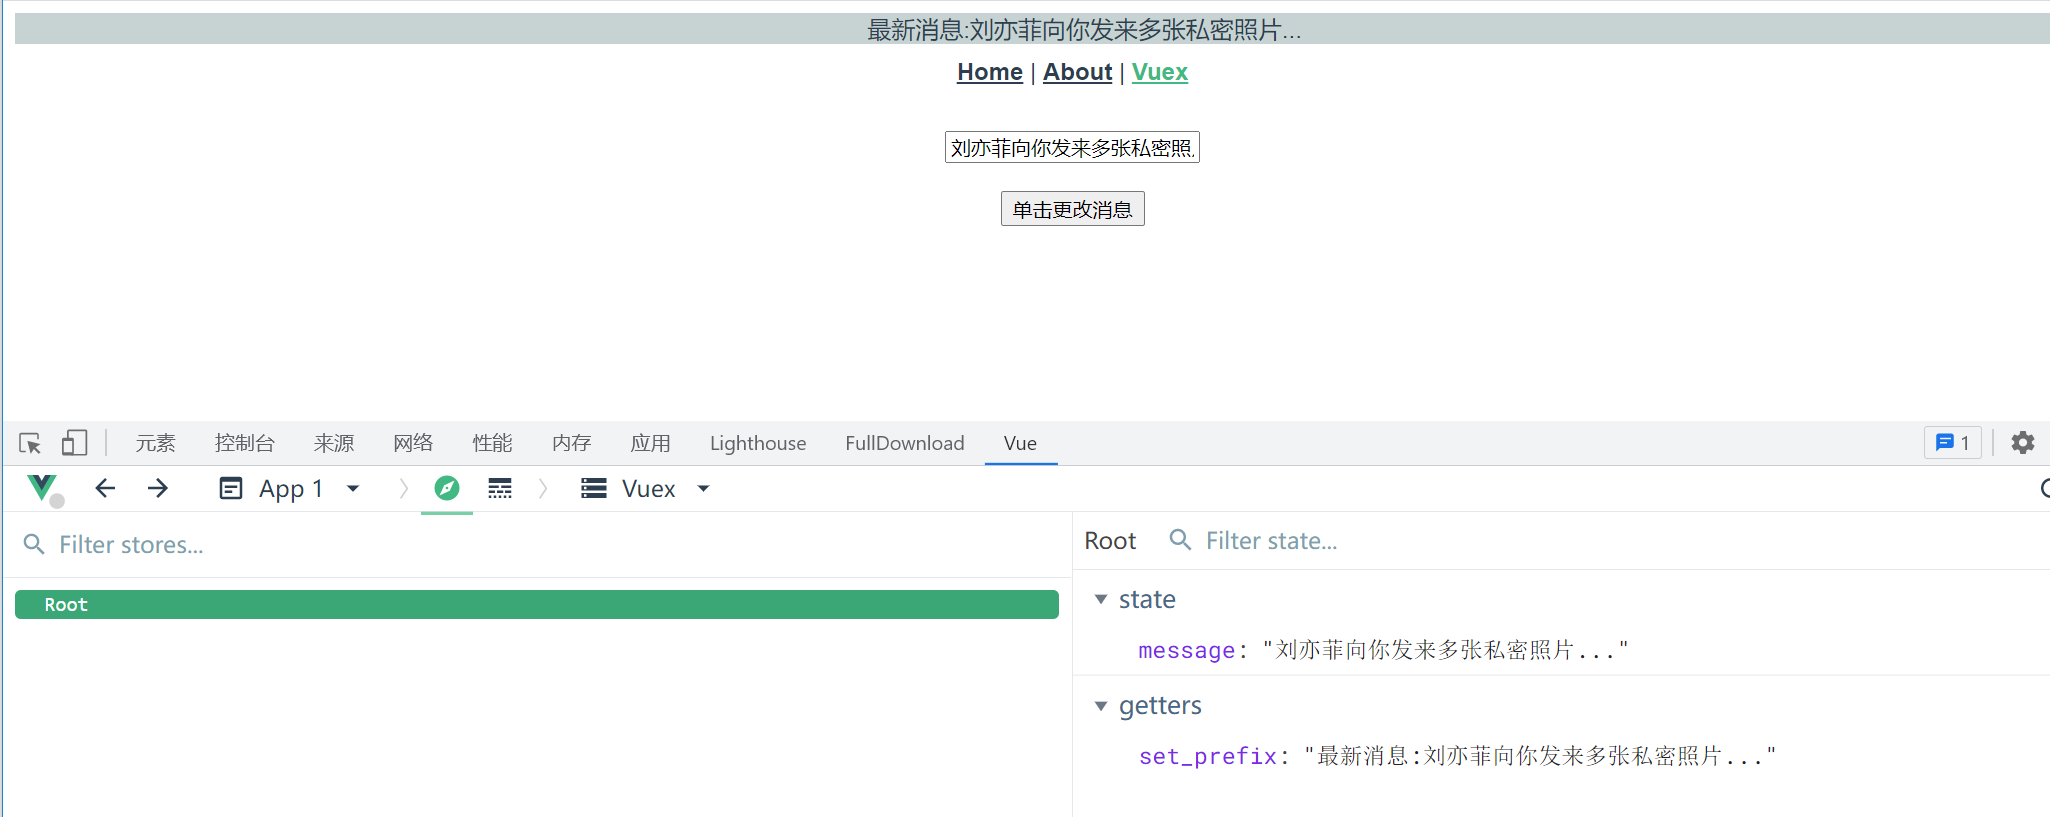 最新消息:刘亦菲向你发来多张私密照片...
Home | About | Vuex
刘亦菲向你发来多张私密照
单击更改消息
元素 控制台 来源 网络 性能 内存 应用 Lighthouse FullDownload Vue 1
App 1 Vuex
Filter stores...
Root
Root Filter state...
state
message: "刘亦菲向你发来多张私密照片..."
getters
set_prefix: "最新消息:刘亦菲向你发来多张私密照片..."